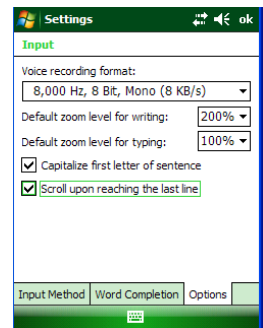 Settings ok
Input
Voice recording format:
8,000 Hz, 8 Bit, Mono (8 KB/s)
Default zoom level for writing: 200%
Default zoom level for typing: 100%
Capitalize first letter of sentence
Scroll upon reaching the last line
Input Method Word Completion Options